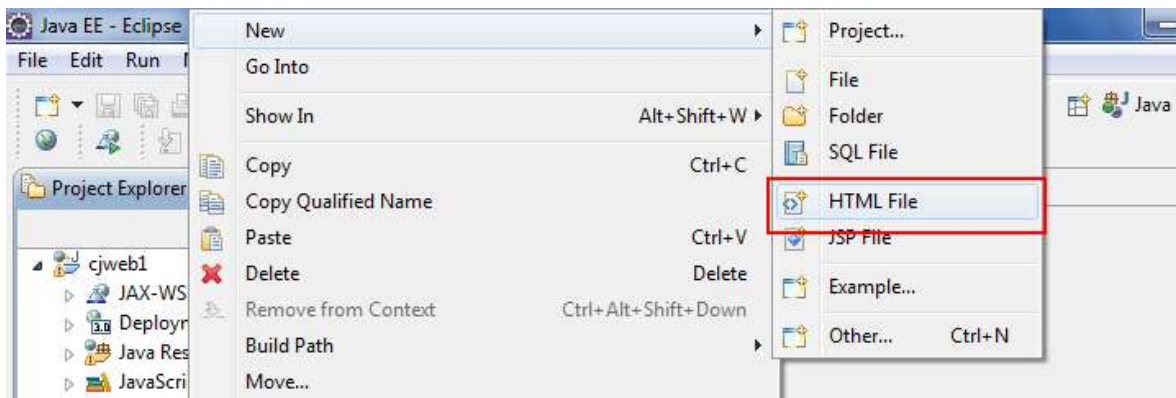 Java EE - Eclipse
File Edit Run
Java
Project Explorer
cjweb1
JAX-WS
3.0
Java Res
JavaScri
New
Go Into
Show In Alt+Shift+W
Copy Ctrl+C
Copy Qualified Name
Paste Ctrl+V
Delete Delete
Remove from Context Ctrl+Alt+Shift+Down
Build Path
Move...
Project...
File
Folder
SQL File
HTML File
JSP File
Example...
Other... Ctrl+N